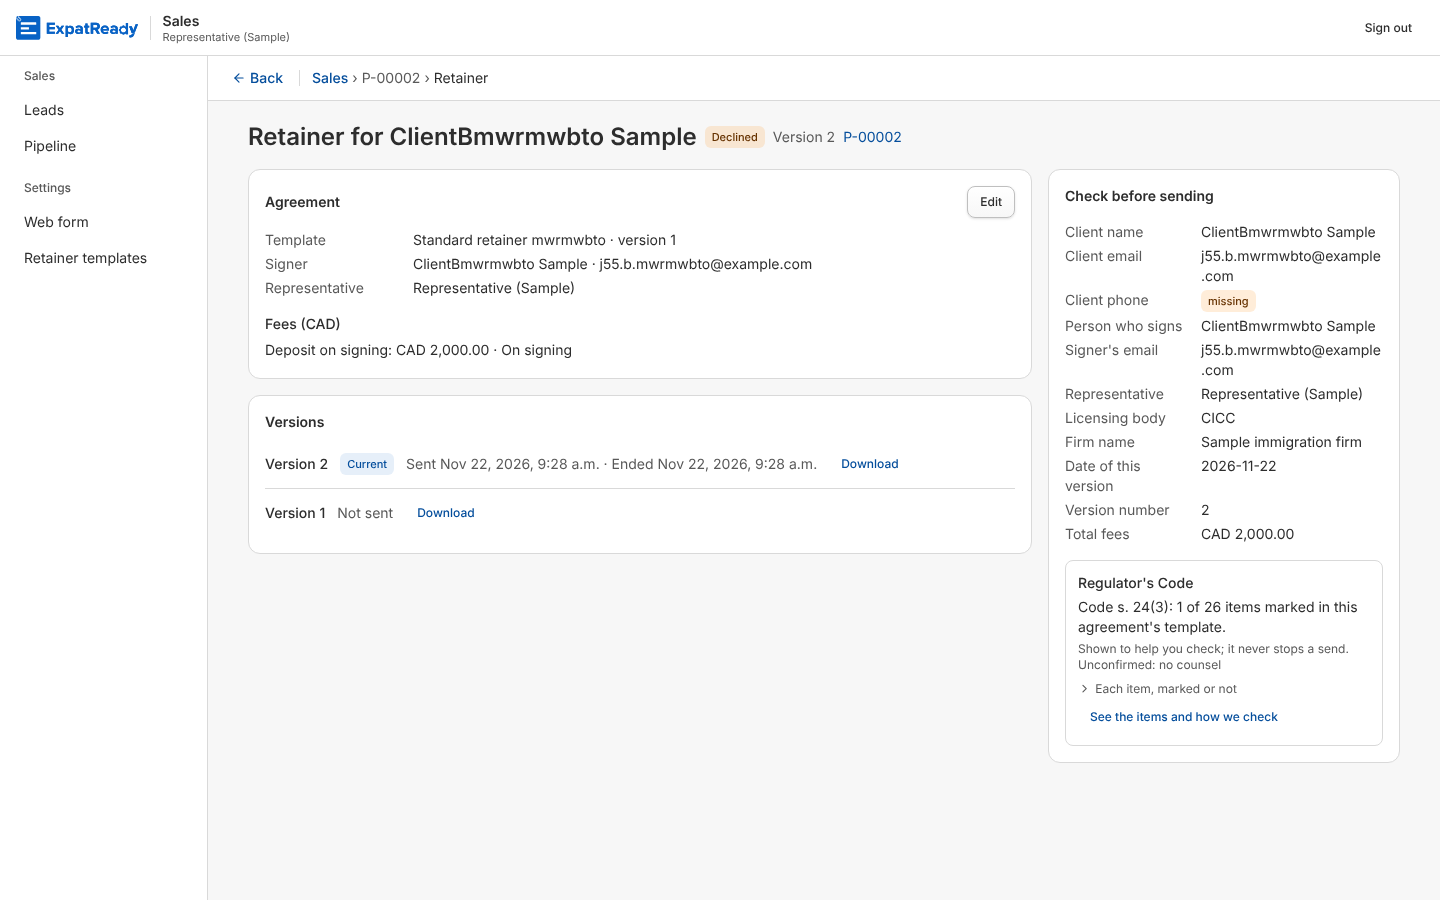 ExpatReady
Sales
Representative (Sample)
Sign out
Sales
Leads
Pipeline
Settings
Web form
Retainer templates
← Back
Sales › P-00002 › Retainer
Retainer for ClientBmwrmwbto Sample Declined Version 2 P-00002
Agreement
Edit
Template Standard retainer mwrmwbto · version 1
Signer ClientBmwrmwbto Sample · j55.b.mwrmwbto@example.com
Representative Representative (Sample)
Fees (CAD)
Deposit on signing: CAD 2,000.00 · On signing
Versions
Version 2 Current Sent Nov 22, 2026, 9:28 a.m. · Ended Nov 22, 2026, 9:28 a.m. Download
Version 1 Not sent Download
Check before sending
Client name ClientBmwrmwbto Sample
Client email j55.b.mwrmwbto@example
.com
Client phone missing
Person who signs ClientBmwrmwbto Sample
Signer's email j55.b.mwrmwbto@example
.com
Representative Representative (Sample)
Licensing body CICC
Firm name Sample immigration firm
Date of this 2026-11-22
version
Version number 2
Total fees CAD 2,000.00
Regulator's Code
Code s. 24(3): 1 of 26 items marked in this
agreement's template.
Shown to help you check; it never stops a send.
Unconfirmed: no counsel
Each item, marked or not
See the items and how we check